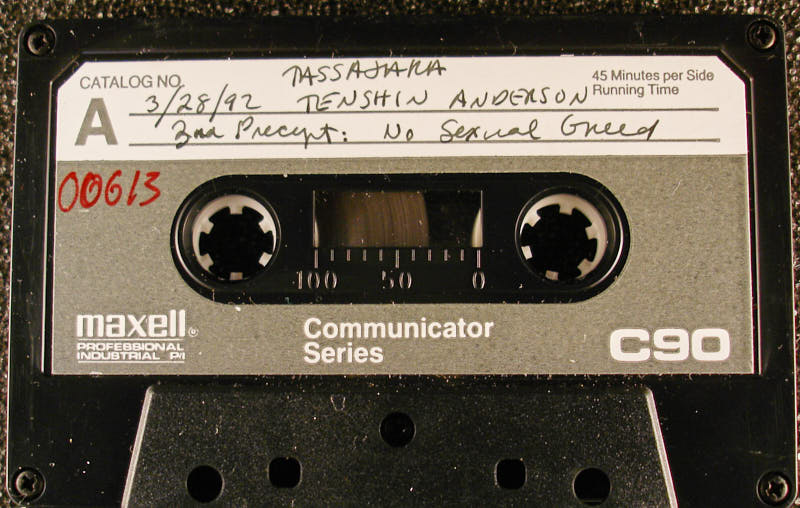 TASSAJARA
CATALOG NO.
45 Minutes per Side
Running Time
A
3/28/92 TENSHIN ANDERSON
3rd Precept: No Sexual Greed
00613
100 50 0
maxell®
PROFESSIONAL
INDUSTRIAL P/I
Communicator
Series
C90